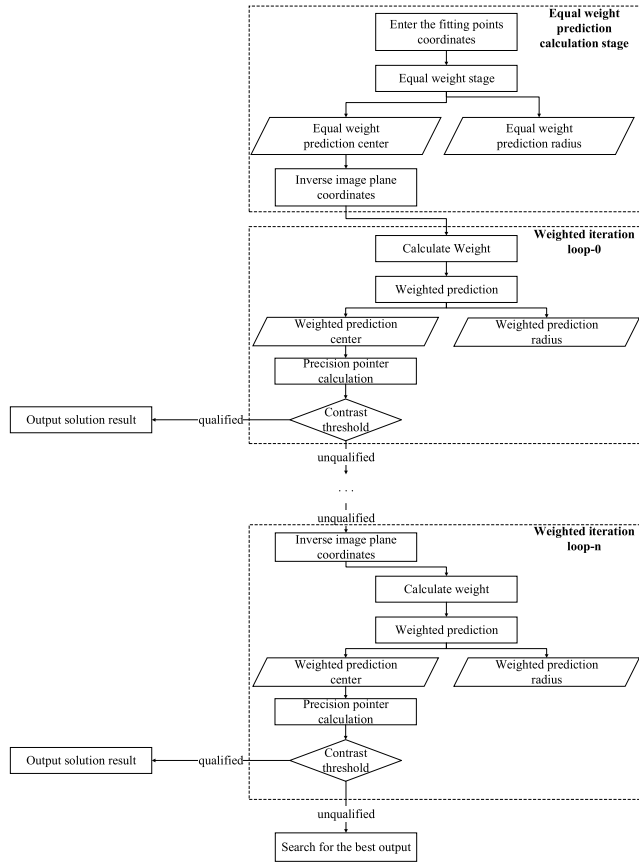 Equal weight
prediction
calculation stage
Enter the fitting points
coordinates
Equal weight stage
Equal weight
prediction center
Equal weight
prediction radius
Inverse image plane
coordinates
Weighted iteration
loop-0
Calculate Weight
Weighted prediction
Weighted prediction
center
Weighted prediction
radius
Precision pointer
calculation
Contrast
threshold
qualified
Output solution result
unqualified
. . .
unqualified
Weighted iteration
loop-n
Inverse image plane
coordinates
Calculate weight
Weighted prediction
Weighted prediction
center
Weighted prediction
radius
Precision pointer
calculation
Contrast
threshold
qualified
Output solution result
unqualified
Search for the best output